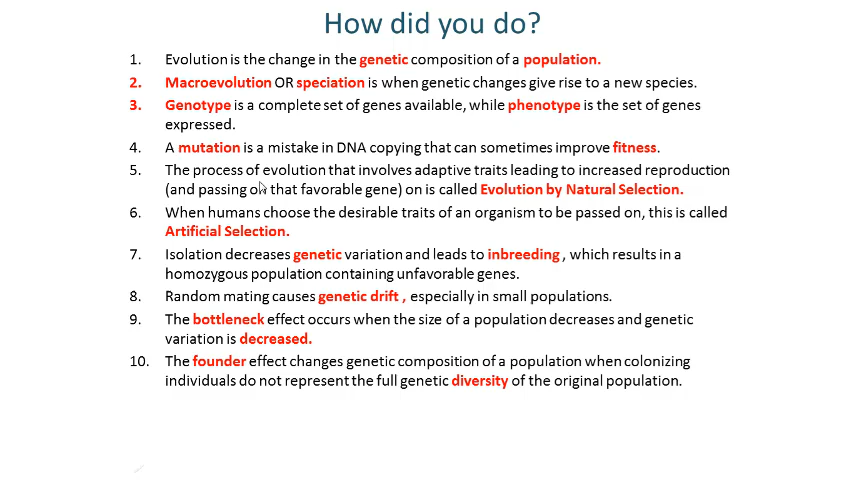 How did you do?
1. Evolution is the change in the genetic composition of a population.
2. Macroevolution OR speciation is when genetic changes give rise to a new species.
3. Genotype is a complete set of genes available, while phenotype is the set of genes
expressed.
4. A mutation is a mistake in DNA copying that can sometimes improve fitness.
5. The process of evolution that involves adaptive traits leading to increased reproduction
(and passing on that favorable gene) on is called Evolution by Natural Selection.
6. When humans choose the desirable traits of an organism to be passed on, this is called
Artificial Selection.
7. Isolation decreases genetic variation and leads to inbreeding , which results in a
homozygous population containing unfavorable genes.
8. Random mating causes genetic drift , especially in small populations.
9. The bottleneck effect occurs when the size of a population decreases and genetic
variation is decreased.
10. The founder effect changes genetic composition of a population when colonizing
individuals do not represent the full genetic diversity of the original population.